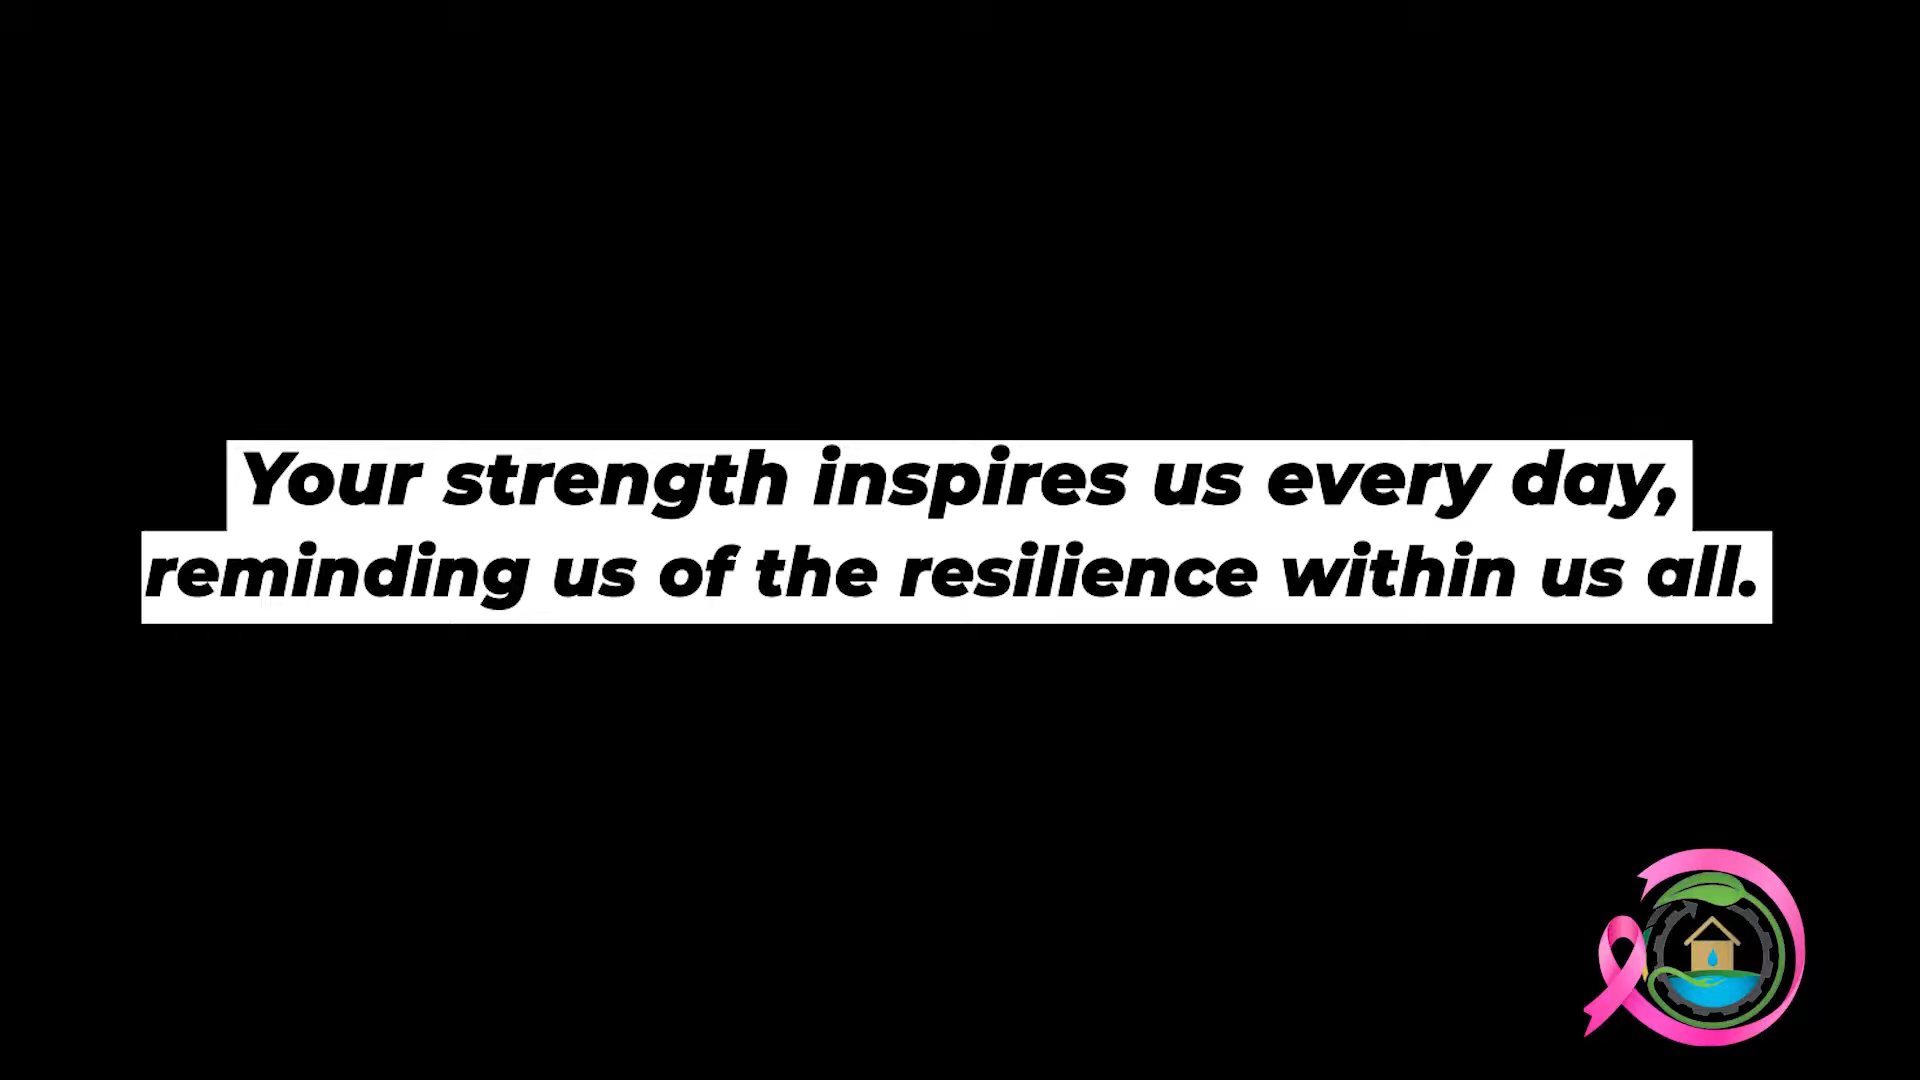 Your strength inspires us every day,
reminding us of the resilience within us all.